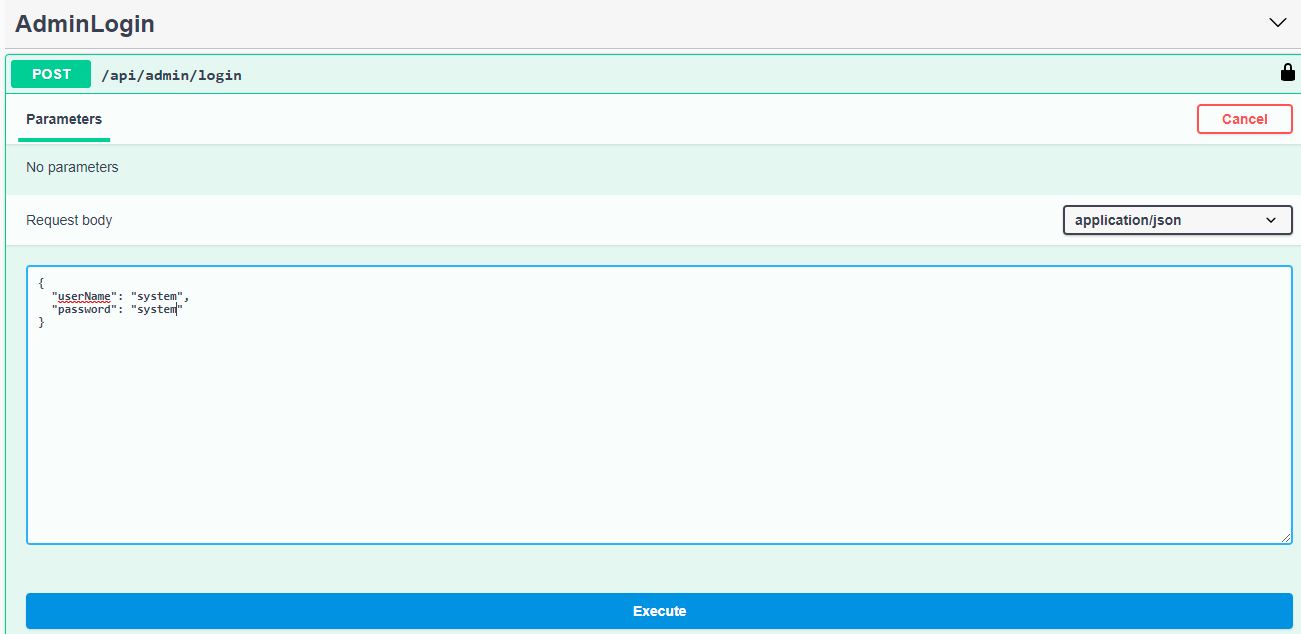 AdminLogin
POST /api/admin/login
Parameters Cancel
No parameters
Request body application/json
{
"userName": "system",
"password": "system"
}
Execute